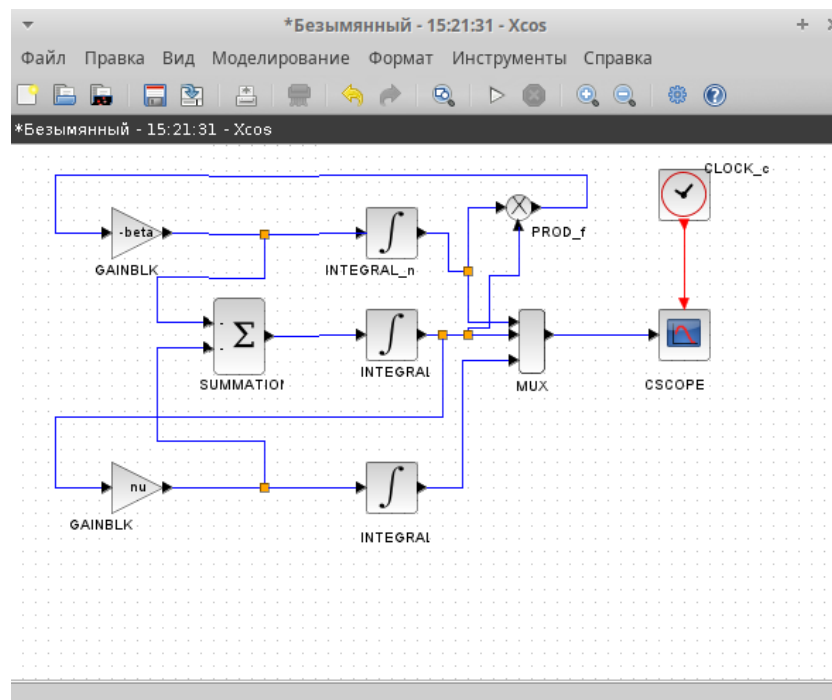 *Безымянный - 15:21:31 - Xcos
Файл Правка Вид Моделирование Формат Инструменты Справка
*Безымянный - 15:21:31 - Xcos
CLOCK_c
-beta
PROD_f
GAINBLK
INTEGRAL_n
Σ
SUMMATION
INTEGRAL
MUX
CSCOPE
nu
GAINBLK
INTEGRAL